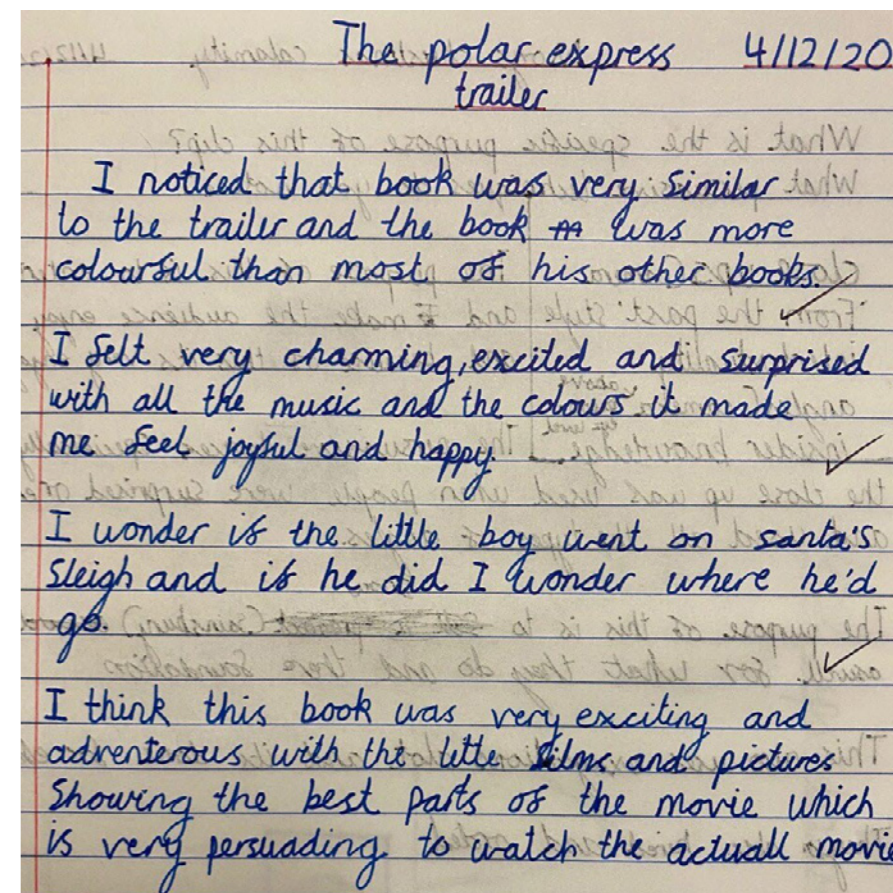 The polar express 4/12/20
trailer
I noticed that book was very similar
to the trailer and the book was more
colourful than most of his other books.
I felt very charming, excited and surprised
with all the music and the colours it made
me feel joyful and happy.
I wonder if the little boy went on santa's
sleigh and if he did I wonder where he'd
go.
I think this book was very exciting and
adventerous with the little films and pictures
showing the best parts of the movie which
is very persuading to watch the actuall movie